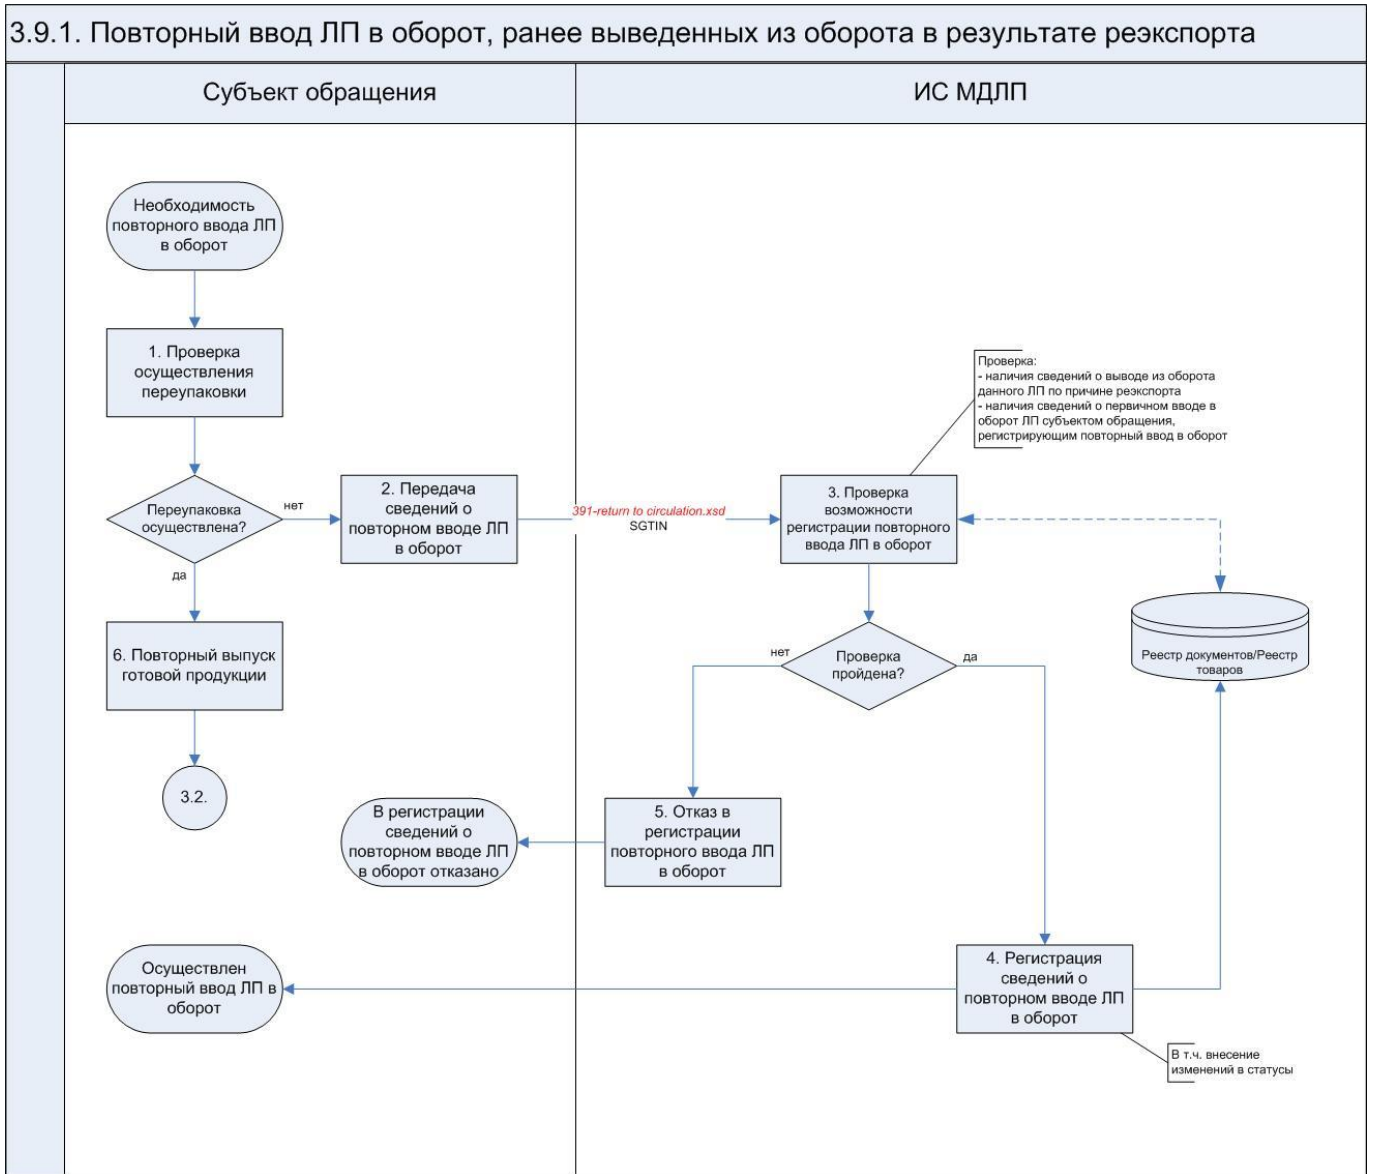 3.9.1. Повторный ввод ЛП в оборот, ранее выведенных из оборота в результате реэкспорта
Субъект обращения
ИС МДЛП
Необходимость
повторного ввода ЛП
в оборот
1. Проверка
осуществления
переупаковки
Проверка:
- наличия сведений о выводе из оборота
данного ЛП по причине реэкспорта
- наличия сведений о первичном вводе в
оборот ЛП субъектом обращения,
регистрирующим повторный ввод в оборот
Переупаковка
осуществлена?
нет
да
2. Передача
сведений о
повторном вводе ЛП
в оборот
391-return to circulation.xsd
SGTIN
3. Проверка
возможности
регистрации повторного
ввода ЛП в оборот
Реестр документов/Реестр
товаров
6. Повторный выпуск
готовой продукции
Проверка
пройдена?
нет
да
3.2.
В регистрации
сведений о
повторном вводе ЛП
в оборот отказано
5. Отказ в
регистрации
повторного ввода ЛП
в оборот
Осуществлен
повторный ввод ЛП в
оборот
4. Регистрация
сведений о
повторном вводе ЛП
в оборот
В т.ч. внесение
изменений в статусы